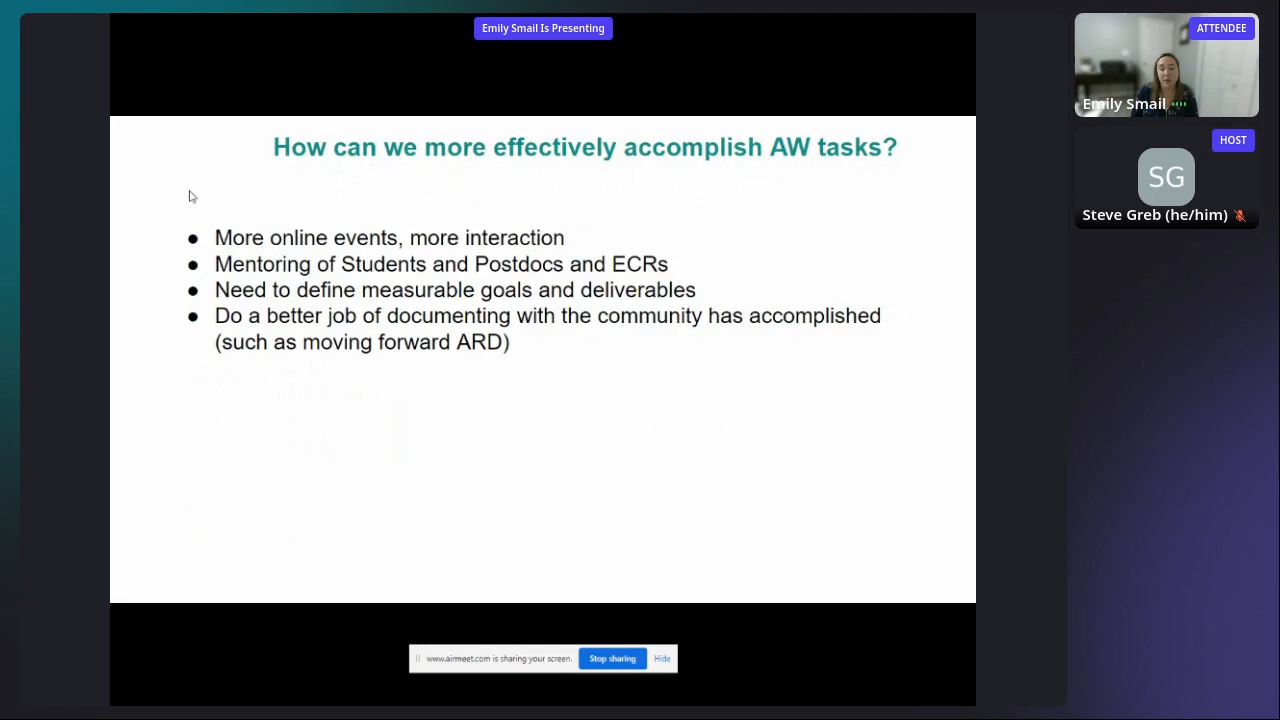 Emily Smail Is Presenting
How can we more effectively accomplish AW tasks?
● More online events, more interaction
● Mentoring of Students and Postdocs and ECRs
● Need to define measurable goals and deliverables
● Do a better job of documenting with the community has accomplished
(such as moving forward ARD)
www.airmeet.com is sharing your screen. Stop sharing Hide
ATTENDEE
Emily Smail
HOST
SG
Steve Greb (he/him)